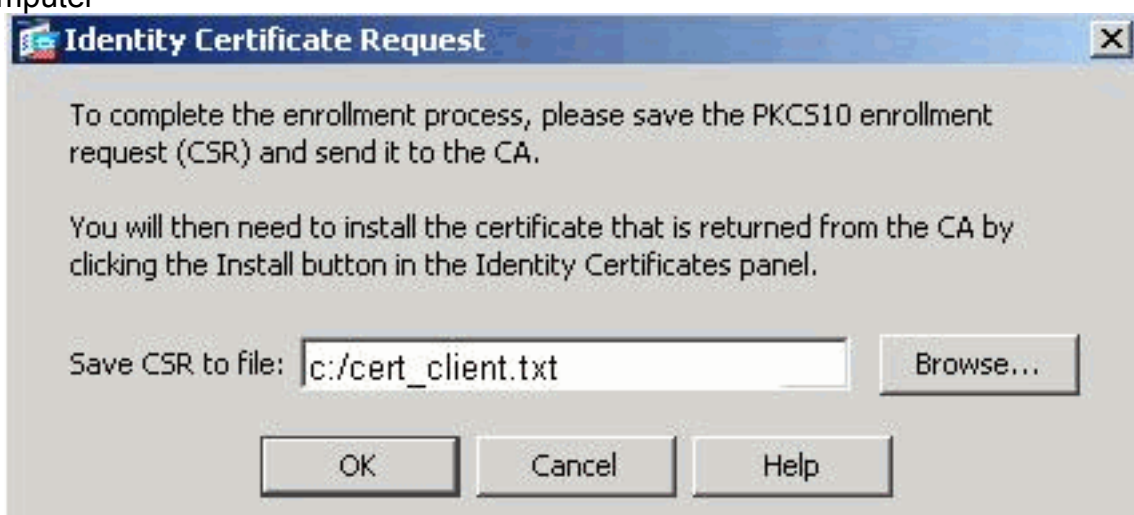 mputer
Identity Certificate Request
To complete the enrollment process, please save the PKCS10 enrollment
request (CSR) and send it to the CA.
You will then need to install the certificate that is returned from the CA by
clicking the Install button in the Identity Certificates panel.
Save CSR to file: c:/cert_client.txt Browse...
OK Cancel Help